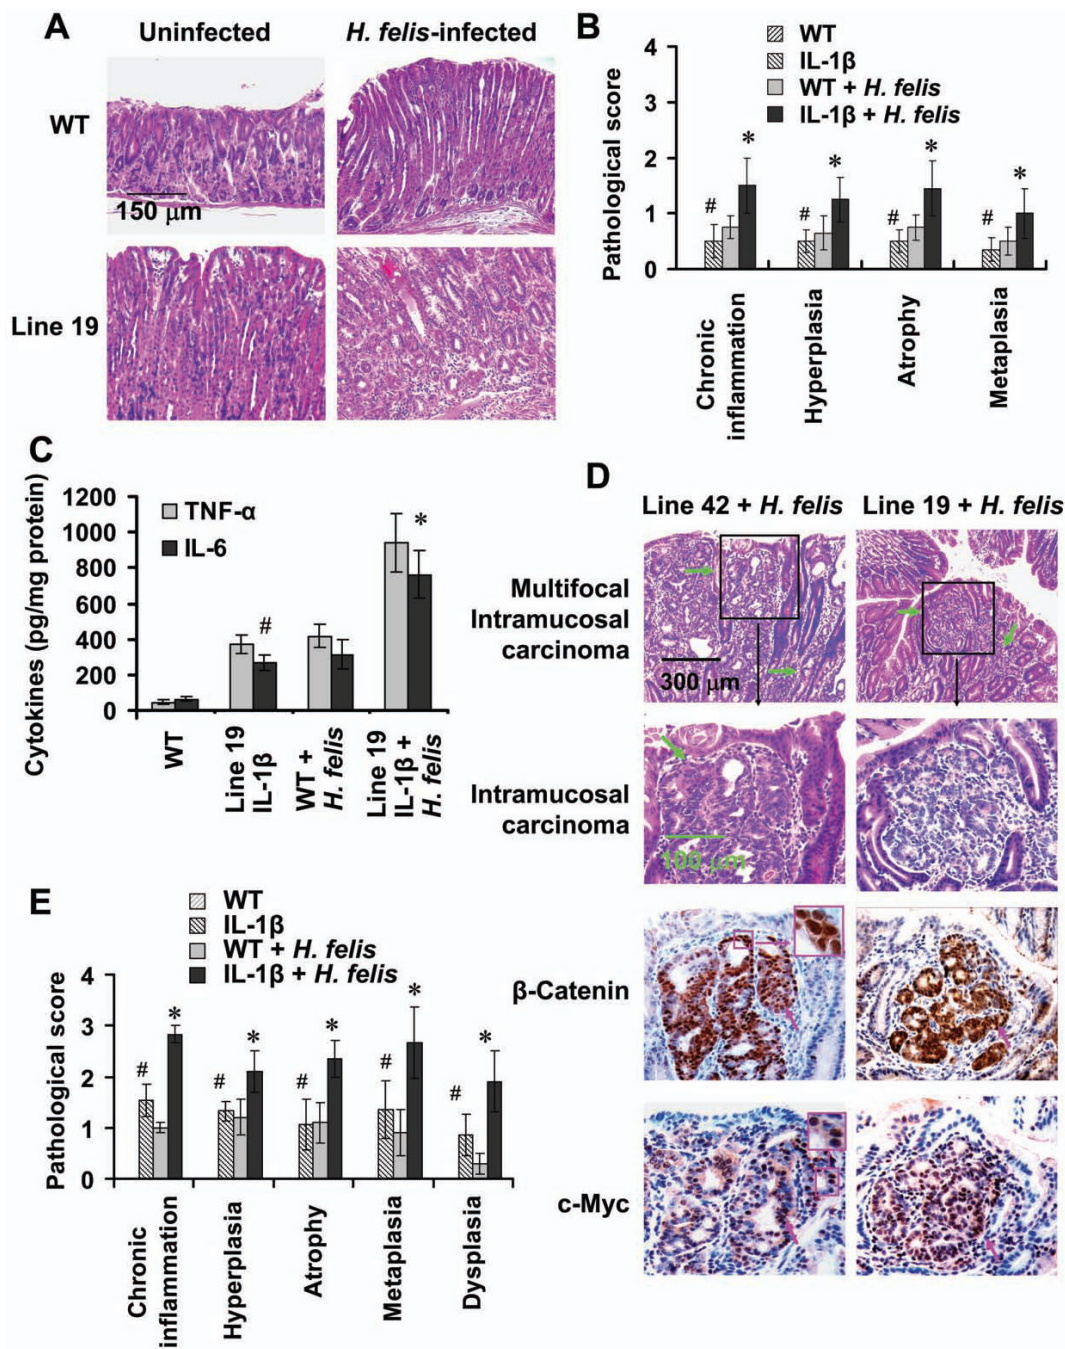 A
Uninfected
H. felis-infected
WT
150 μm
Line 19
B
WT
IL-1β
WT + H. felis
IL-1β + H. felis
Pathological score
4
3
2
1
0
# * # * # * # *
Chronic
inflammation
Hyperplasia
Atrophy
Metaplasia
C
Cytokines (pg/mg protein)
1200
1000
800
600
400
200
0
TNF-α
IL-6
# *
WT
Line 19
IL-1β
WT +
H. felis
Line 19
IL-1β +
H. felis
D
Line 42 + H. felis
Line 19 + H. felis
Multifocal
Intramucosal
carcinoma
300 μm
Intramucosal
carcinoma
100 μm
β-Catenin
c-Myc
E
WT
IL-1β
WT + H. felis
IL-1β + H. felis
Pathological score
4
3
2
1
0
# * # * # * # * # *
Chronic
inflammation
Hyperplasia
Atrophy
Metaplasia
Dysplasia